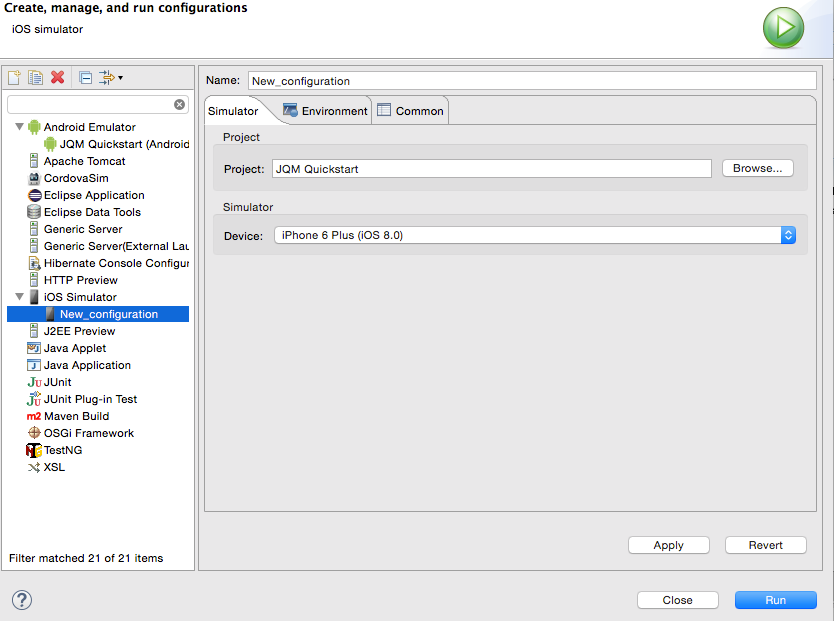 Create, manage, and run configurations
iOS simulator
Android Emulator
JQM Quickstart (Android
Apache Tomcat
CordovaSim
Eclipse Application
Eclipse Data Tools
Generic Server
Generic Server(External Lau
Hibernate Console Configur
HTTP Preview
iOS Simulator
New_configuration
J2EE Preview
Java Applet
Java Application
JUnit
JUnit Plug-in Test
m2 Maven Build
OSGi Framework
TestNG
XSL
Filter matched 21 of 21 items
Name: New_configuration
Simulator Environment Common
Project
Project: JQM Quickstart Browse...
Simulator
Device: iPhone 6 Plus (iOS 8.0)
Apply Revert
? Close Run